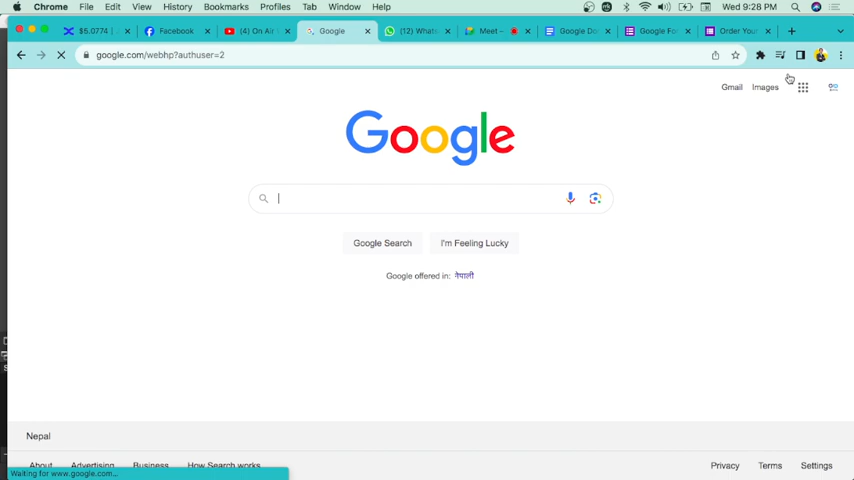 Chrome File Edit View History Bookmarks Profiles Tab Window Help Wed 9:28 PM
$5.0774 Facebook (4) On Air Google (12) Whats Meet – Google Do Google For Order Your
google.com/webhp?authuser=2
Gmail Images
Google
Google Search I'm Feeling Lucky
Google offered in: नेपाली
Nepal
About Advertising Business How Search works Privacy Terms Settings
Waiting for www.google.com...